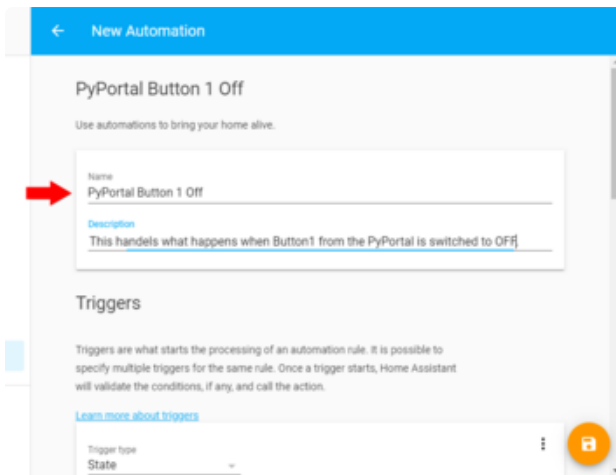 New Automation
PyPortal Button 1 Off
Use automations to bring your home alive.
Name
PyPortal Button 1 Off
Description
This handels what happens when Button1 from the PyPortal is switched to OFF
Triggers
Triggers are what starts the processing of an automation rule. It is possible to
specify multiple triggers for the same rule. Once a trigger starts, Home Assistant
will validate the conditions, if any, and call the action.
Learn more about triggers
Trigger type
State